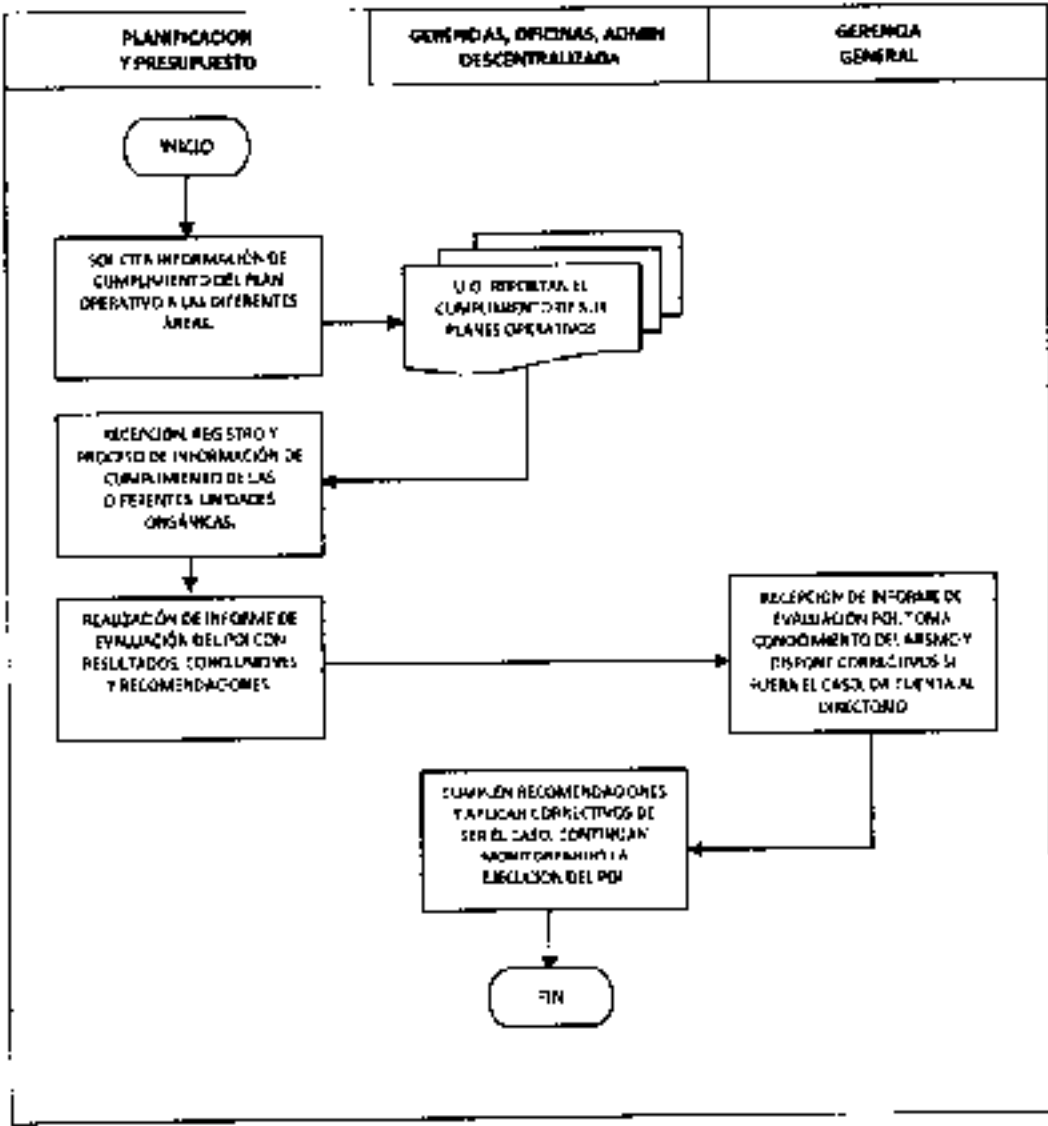 PLANIFICACION
Y PRESUPUESTO
GERENCIAS, OFICINAS, ADMIN
DESCENTRALIZADA
GERENCIA
GENERAL
INICIO
SOLICITA INFORMACIÓN DE
CUMPLIMIENTO DEL PLAN
OPERATIVO A LAS DIFERENTES
ÁREAS.
U.O. REPORTAN EL
CUMPLIMIENTO DE SUS
PLANES OPERATIVOS
RECEPCIÓN, REGISTRO Y
PROCESO DE INFORMACIÓN DE
CUMPLIMIENTO DE LAS
DIFERENTES UNIDADES
ORGÁNICAS.
REALIZACIÓN DE INFORME DE
EVALUACIÓN DEL POI CON
RESULTADOS, CONCLUSIONES
Y RECOMENDACIONES
RECEPCION DE INFORME DE
EVALUACIÓN POI, TOMA
CONOCIMIENTO DEL MISMO Y
DISPONE CORRECTIVOS SI
FUERA EL CASO, DA CUENTA AL
DIRECTORIO
CUMPLEN RECOMENDACIONES
Y APLICAN CORRECTIVOS DE
SER EL CASO, CONTINUAN
MONITOREANDO LA
EJECUCIÓN DEL POI
FIN